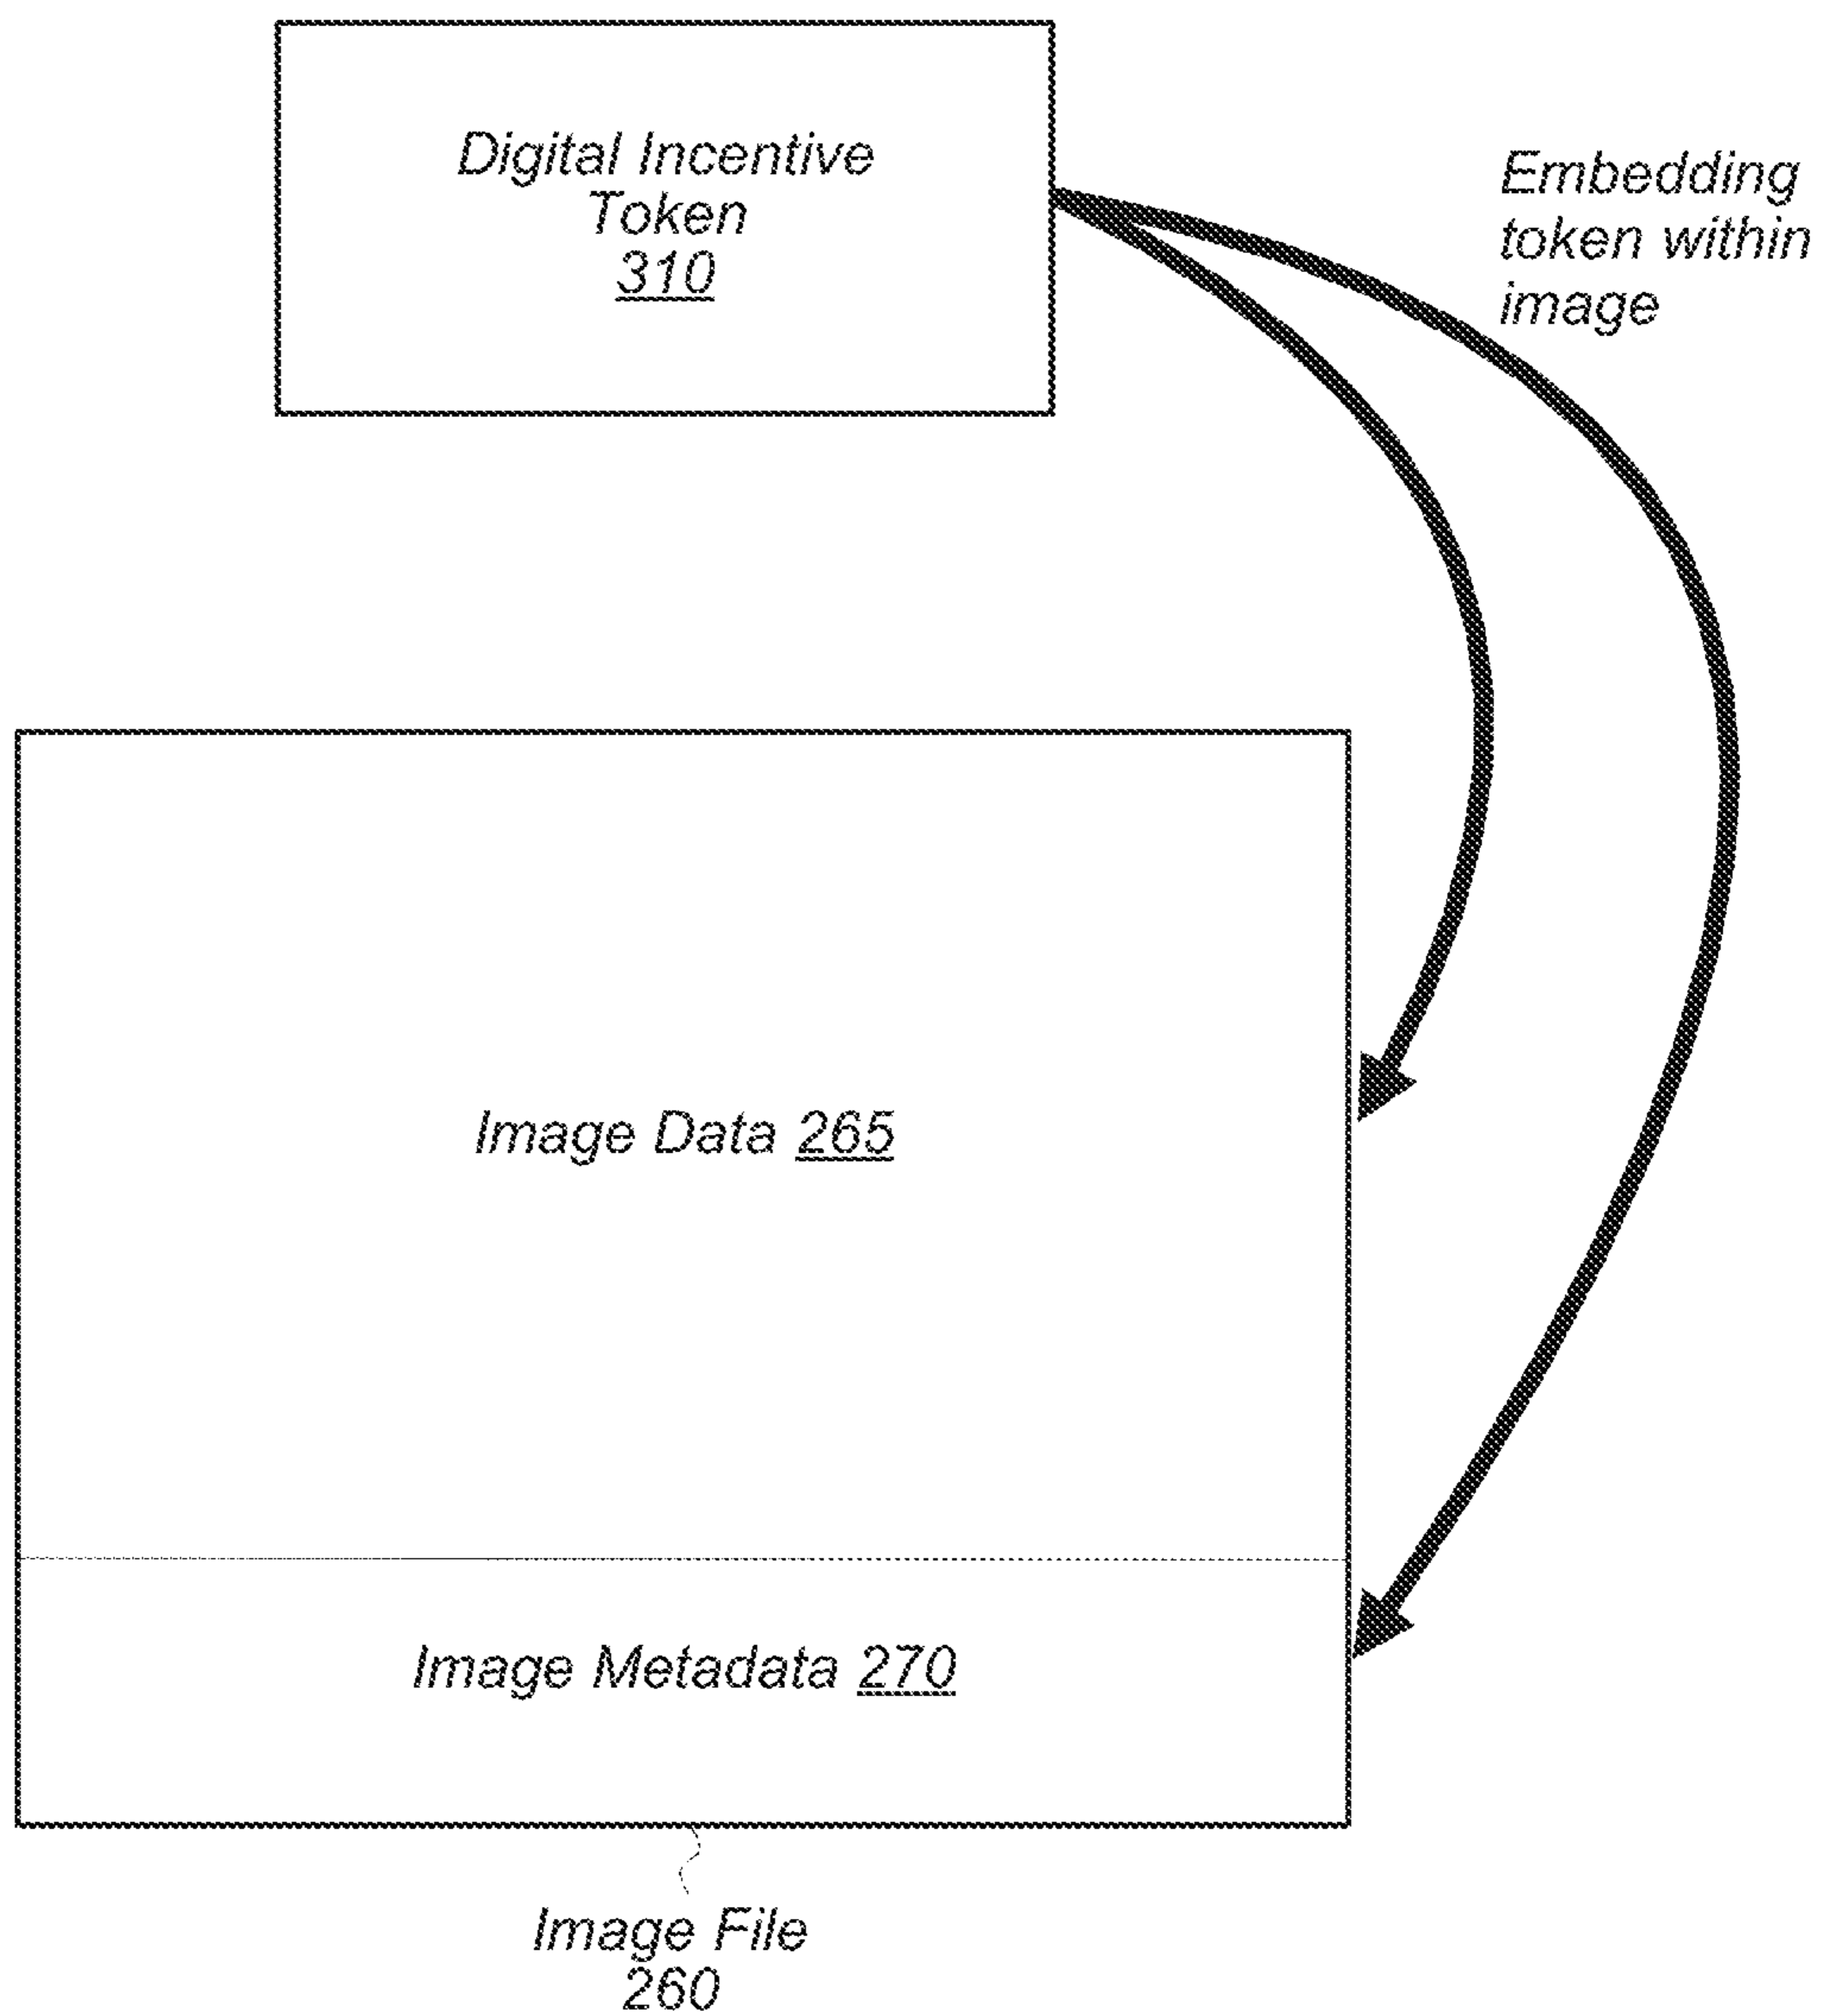 Digital Incentive
Token
310
Embedding
token within
image
Image Data 265
Image Metadata 270
Image File
260